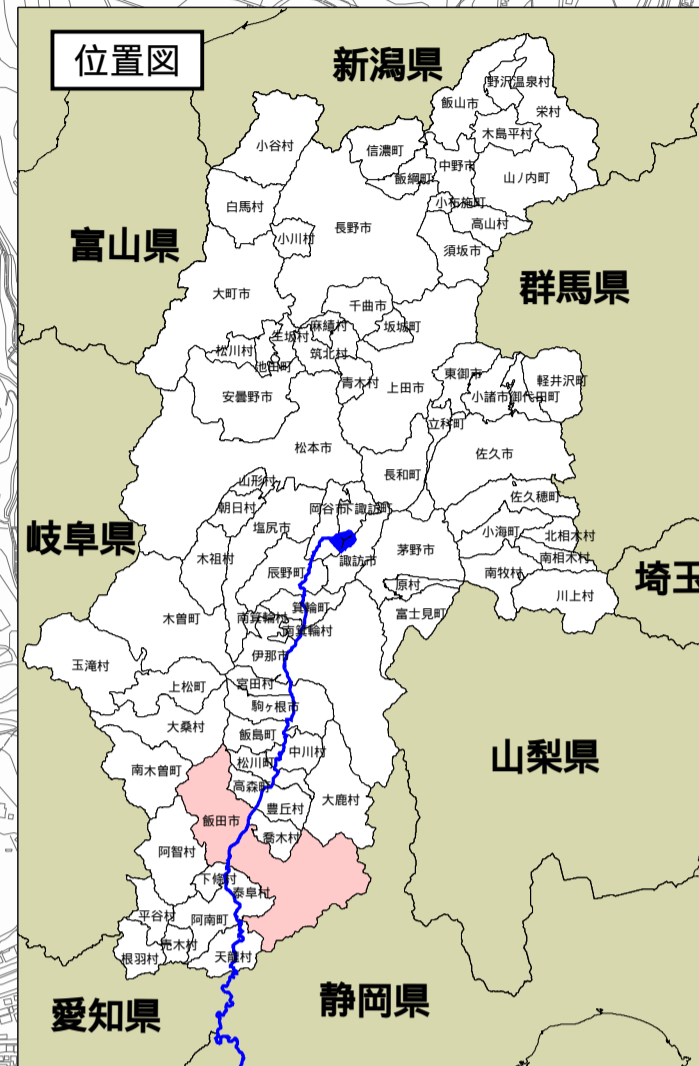 位置図
新潟県
野沢温泉村
飯山市
栄村
木島平村
小谷村
信濃町
中野市
飯綱町
山ノ内町
白馬村
小布施町
高山村
長野市
小川村
須坂市
富山県
群馬県
大町市
千曲市
麻績村
坂城町
生坂村
松川村
筑北村
池田町
青木村
上田市
東御市
軽井沢町
安曇野市
小諸市
御代田町
立科町
松本市
佐久市
長和町
山形村
佐久穂町
朝日村
岡谷市
下諏訪町
塩尻市
小海町
北相木村
岐阜県
茅野市
木祖村
諏訪市
南相木村
辰野町
南牧村
埼玉
原村
川上村
箕輪町
富士見町
木曽町
南箕輪村
南箕輪村
伊那市
玉滝村
上松町
宮田村
駒ヶ根市
大桑村
飯島町
中川村
山梨県
松川町
南木曽町
高森町
大鹿村
豊丘村
飯田市
喬木村
阿智村
下條村
泰阜村
平谷村
阿南町
売木村
根羽村
天龍村
静岡県
愛知県